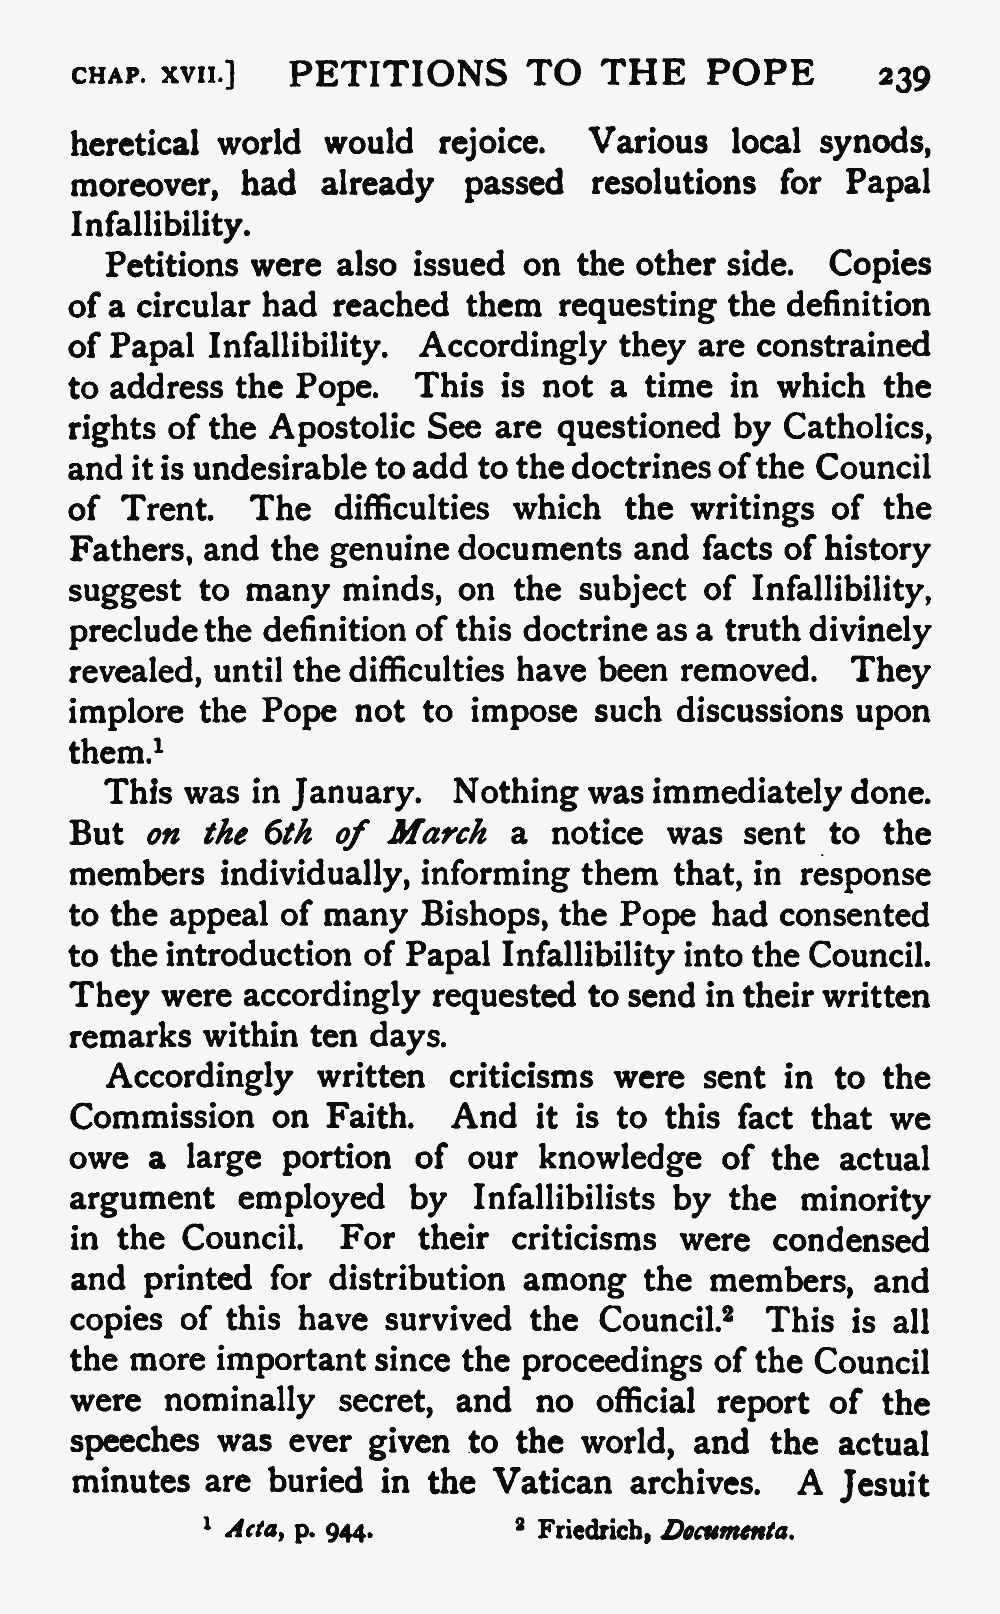 CHAP. XVII.] PETITIONS TO THE POPE 239
heretical world would rejoice. Various local synods,
moreover, had already passed resolutions for Papal
Infallibility.
Petitions were also issued on the other side. Copies
of a circular had reached them requesting the definition
of Papal Infallibility. Accordingly they are constrained
to address the Pope. This is not a time in which the
rights of the Apostolic See are questioned by Catholics,
and it is undesirable to add to the doctrines of the Council
of Trent. The difficulties which the writings of the
Fathers, and the genuine documents and facts of history
suggest to many minds, on the subject of Infallibility,
preclude the definition of this doctrine as a truth divinely
revealed, until the difficulties have been removed. They
implore the Pope not to impose such discussions upon
them.¹
This was in January. Nothing was immediately done.
But on the 6th of March a notice was sent to the
members individually, informing them that, in response
to the appeal of many Bishops, the Pope had consented
to the introduction of Papal Infallibility into the Council.
They were accordingly requested to send in their written
remarks within ten days.
Accordingly written criticisms were sent in to the
Commission on Faith. And it is to this fact that we
owe a large portion of our knowledge of the actual
argument employed by Infallibilists by the minority
in the Council. For their criticisms were condensed
and printed for distribution among the members, and
copies of this have survived the Council.² This is all
the more important since the proceedings of the Council
were nominally secret, and no official report of the
speeches was ever given to the world, and the actual
minutes are buried in the Vatican archives. A Jesuit
¹ Acta, p. 944. ² Friedrich, Documenta.